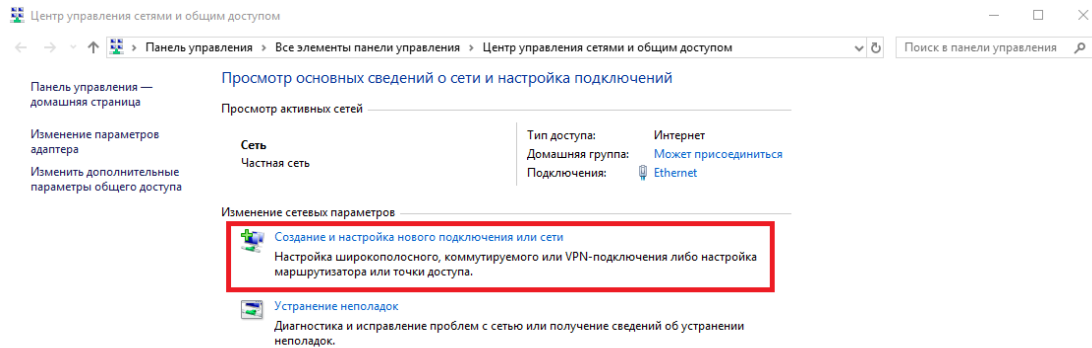 Центр управления сетями и общим доступом
Панель управления > Все элементы панели управления > Центр управления сетями и общим доступом
Поиск в панели управления
Панель управления —
домашняя страница
Изменение параметров
адаптера
Изменить дополнительные
параметры общего доступа
Просмотр основных сведений о сети и настройка подключений
Просмотр активных сетей
Сеть
Частная сеть
Тип доступа: Интернет
Домашняя группа: Может присоединиться
Подключения: Ethernet
Изменение сетевых параметров
Создание и настройка нового подключения или сети
Настройка широкополосного, коммутируемого или VPN-подключения либо настройка
маршрутизатора или точки доступа.
Устранение неполадок
Диагностика и исправление проблем с сетью или получение сведений об устранении
неполадок.